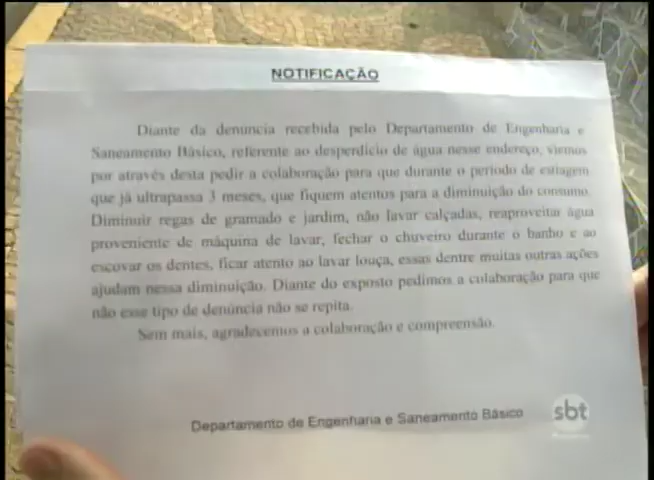 NOTIFICAÇÃO
Diante da denuncia recebida pelo Departamento de Engenharia e
Saneamento Básico, referente ao desperdício de água nesse endereço, viemos
por através desta pedir a colaboração para que durante o período de estiagem
que já ultrapassa 3 meses, que fiquem atentos para a diminuição do consumo.
Diminuir regas de gramado e jardim, não lavar calçadas, reaproveitar água
proveniente de máquina de lavar, fechar o chuveiro durante o banho e ao
escovar os dentes, ficar atento ao lavar louça, essas dentre muitas outras ações
ajudam nessa diminuição. Diante do exposto pedimos a colaboração para que
não esse tipo de denúncia não se repita.
Sem mais, agradecemos a colaboração e compreensão.
Departamento de Engenharia e Saneamento Básico
sbt